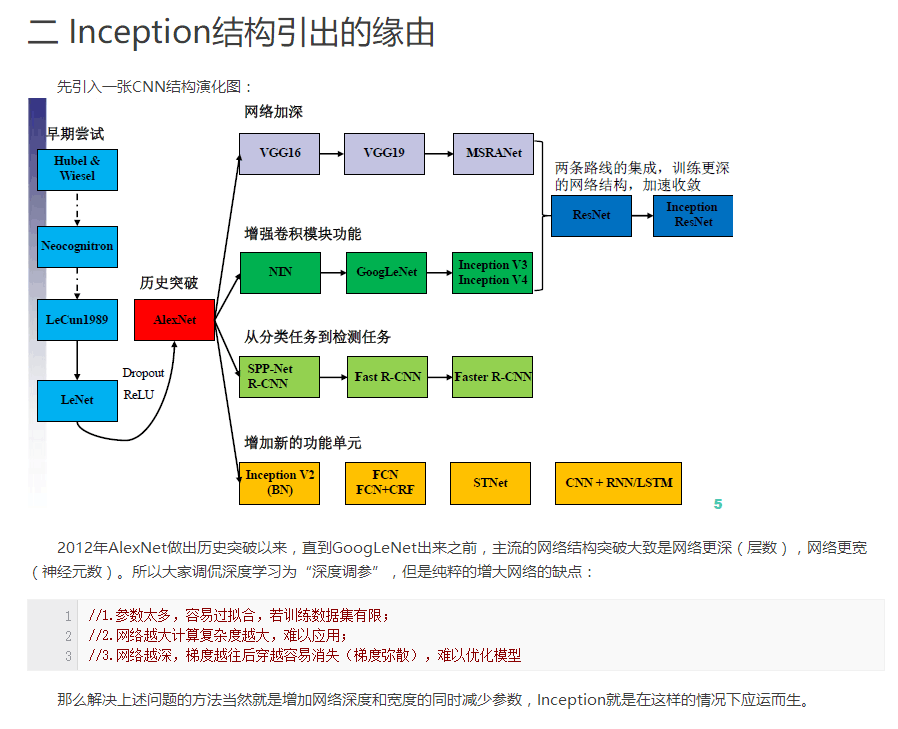 二 Inception结构引出的缘由
先引入一张CNN结构演化图：
网络加深
早期尝试
VGG16
VGG19
MSRANet
Hubel &
Wiesel
两条路线的集成，训练更深
的网络结构，加速收敛
ResNet
Inception
ResNet
Neocognitron
增强卷积模块功能
NIN
GoogLeNet
Inception V3
Inception V4
历史突破
LeCun1989
AlexNet
从分类任务到检测任务
SPP-Net
R-CNN
Fast R-CNN
Faster R-CNN
Dropout
ReLU
LeNet
增加新的功能单元
Inception V2
(BN)
FCN
FCN+CRF
STNet
CNN + RNN/LSTM
5
2012年AlexNet做出历史突破以来，直到GoogLeNet出来之前，主流的网络结构突破大致是网络更深（层数），网络更宽
（神经元数）。所以大家调侃深度学习为“深度调参”，但是纯粹的增大网络的缺点：
1 //1.参数太多，容易过拟合，若训练数据集有限；
2 //2.网络越大计算复杂度越大，难以应用；
3 //3.网络越深，梯度越往后穿越容易消失（梯度弥散），难以优化模型
那么解决上述问题的方法当然就是增加网络深度和宽度的同时减少参数，Inception就是在这样的情况下应运而生。